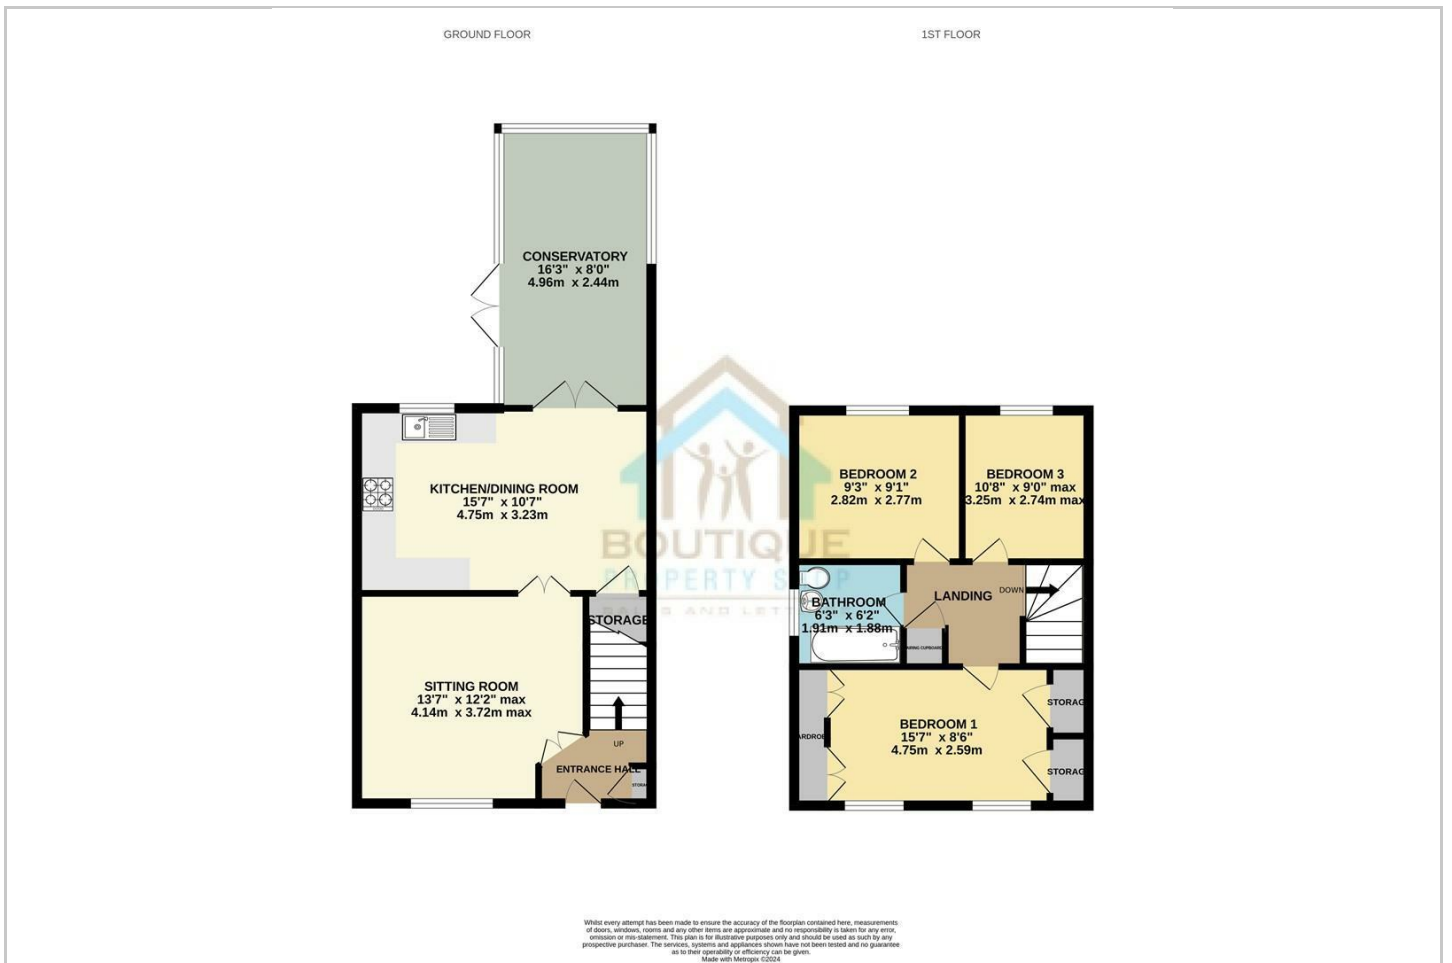 GROUND FLOOR
1ST FLOOR
CONSERVATORY
16'3" x 8'0"
4.96m x 2.44m
KITCHEN/DINING ROOM
15'7" x 10'7"
4.75m x 3.23m
STORAGE
SITTING ROOM
13'7" x 12'2" max
4.14m x 3.72m max
UP
ENTRANCE HALL
BOUTIQUE
PROPERTY SHOP
SALES AND LETT
BEDROOM 2
9'3" x 9'1"
2.82m x 2.77m
BEDROOM 3
10'8" x 9'0" max
3.25m x 2.74m max
BATHROOM
6'3" x 6'2"
1.91m x 1.88m
LANDING
DOWN
BEDROOM 1
15'7" x 8'6"
4.75m x 2.59m
ARDROBE
STORAG
STORAG
Whilst every attempt has been made to ensure the accuracy of the floorplan contained here, measurements
of doors, windows, rooms and any other items are approximate and no responsibility is taken for any error,
omission or mis-statement. This plan is for illustrative purposes only and should be used as such by any
prospective purchaser. The services, systems and appliances shown have not been tested and no guarantee
as to their operability or efficiency can be given.
Made with Metropix ©2024